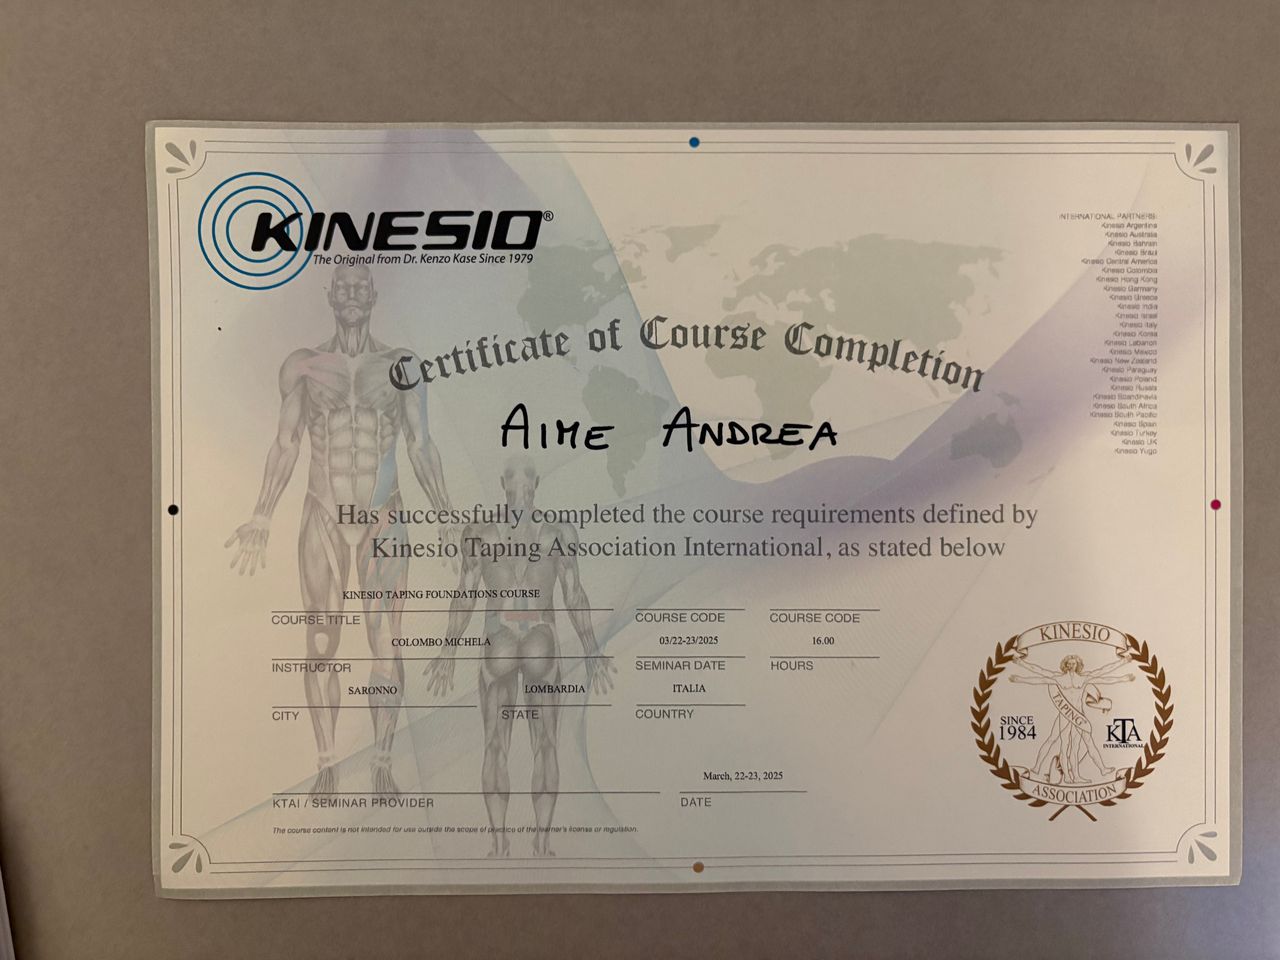 KINESIO®
The Original from Dr. Kenzo Kase Since 1979
INTERNATIONAL PARTNERS:
Kinesio Argentina
Kinesio Australia
Kinesio Bahrain
Kinesio Brazil
Kinesio Central America
Kinesio Colombia
Kinesio Hong Kong
Kinesio Germany
Kinesio Greece
Kinesio India
Kinesio Israel
Kinesio Italy
Kinesio Korea
Kinesio Lebanon
Kinesio Mexico
Kinesio New Zealand
Kinesio Paraguay
Kinesio Poland
Kinesio Russia
Kinesio Scandinavia
Kinesio South Africa
Kinesio South Pacific
Kinesio Spain
Kinesio Turkey
Kinesio UK
Kinesio Yugo
Certificate of Course Completion
AIME ANDREA
Has successfully completed the course requirements defined by
Kinesio Taping Association International, as stated below
KINESIO TAPING FOUNDATIONS COURSE
COURSE TITLE COURSE CODE COURSE CODE
COLOMBO MICHELA 03/22-23/2025 16.00
INSTRUCTOR SEMINAR DATE HOURS
SARONNO LOMBARDIA ITALIA
CITY STATE COUNTRY
March, 22-23, 2025
KTAI / SEMINAR PROVIDER DATE
The course content is not intended for use outside the scope of practice of the learner's license or regulation.
KINESIO
TAPING
SINCE
1984
KTA
INTERNATIONAL
ASSOCIATION